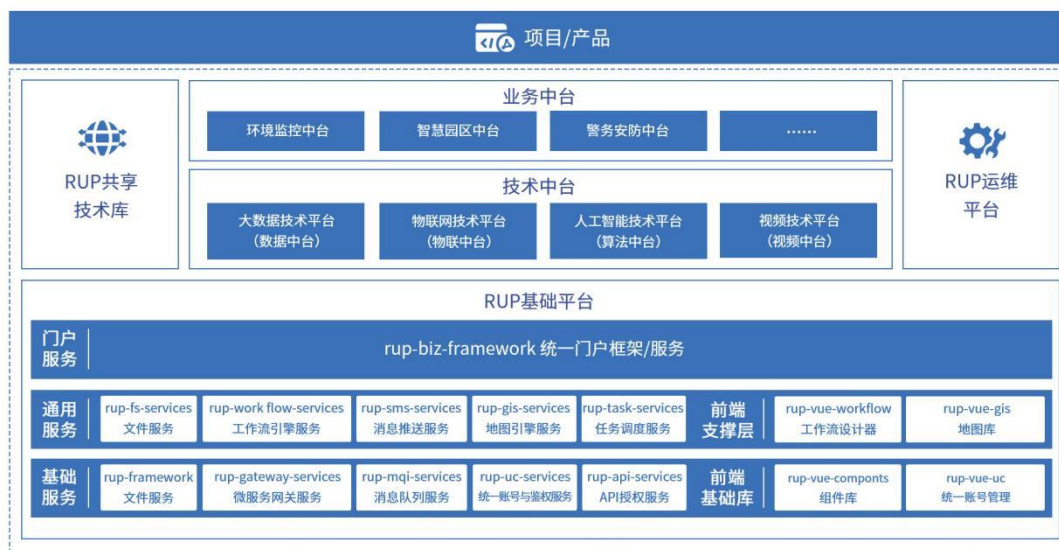 项目/产品
RUP共享
技术库
业务中台
环境监控中台
智慧园区中台
警务安防中台
······
技术中台
大数据技术平台
（数据中台）
物联网技术平台
（物联中台）
人工智能技术平台
（算法中台）
视频技术平台
（视频中台）
RUP运维
平台
RUP基础平台
门户
服务
rup-biz-framework 统一门户框架/服务
通用
服务
rup-fs-services
文件服务
rup-work flow-services
工作流引擎服务
rup-sms-services
消息推送服务
rup-gis-services
地图引擎服务
rup-task-services
任务调度服务
前端
支撑层
rup-vue-workflow
工作流设计器
rup-vue-gis
地图库
基础
服务
rup-framework
文件服务
rup-gateway-services
微服务网关服务
rup-mqi-services
消息队列服务
rup-uc-services
统一账号与鉴权服务
rup-api-services
API授权服务
前端
基础库
rup-vue-componts
组件库
rup-vue-uc
统一账号管理